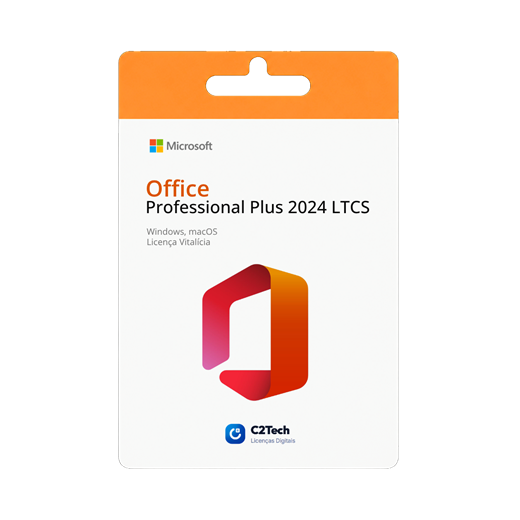 Microsoft
Office
Professional Plus 2024 LTCS
Windows, macOS
Licença Vitalícia
C2Tech
Licenças Digitais